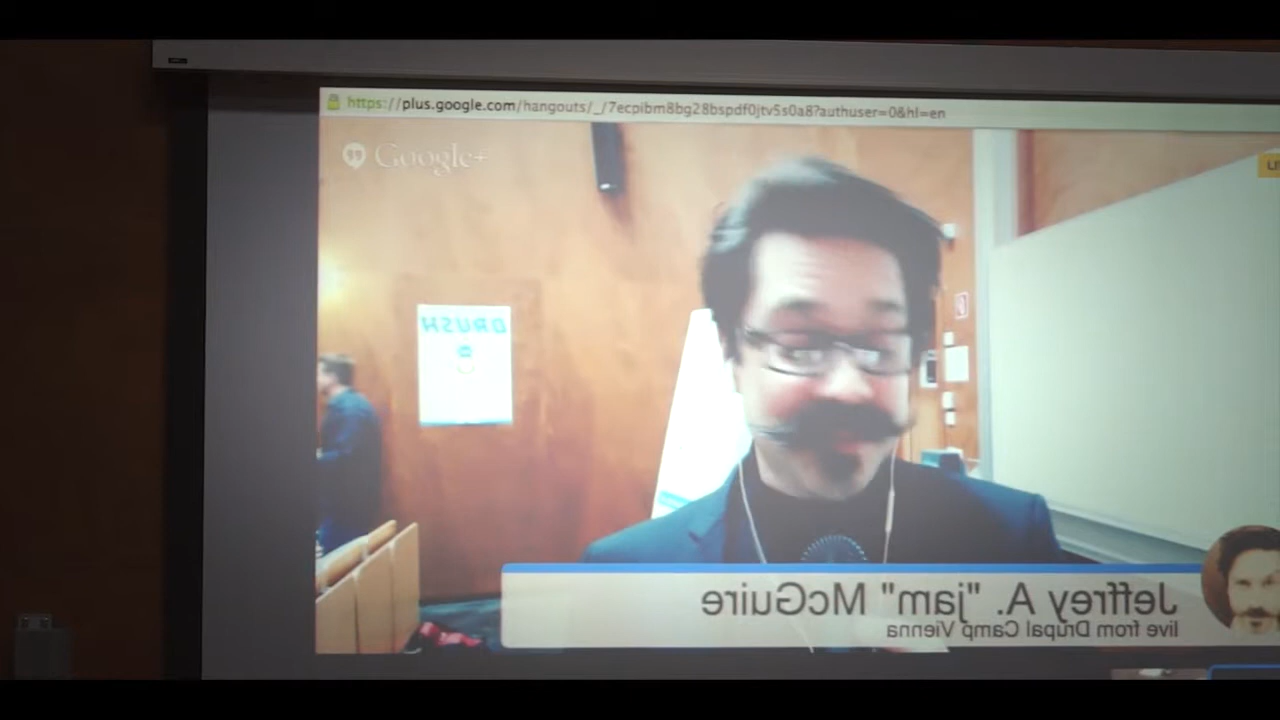 https://plus.google.com/hangouts/_/7ecpibm8bg28bspdf0jtv5s0a8?authuser=0&hl=en
Google+
DRUSH
Jeffrey A. "jam" McGuire
live from Drupal Camp Vienna